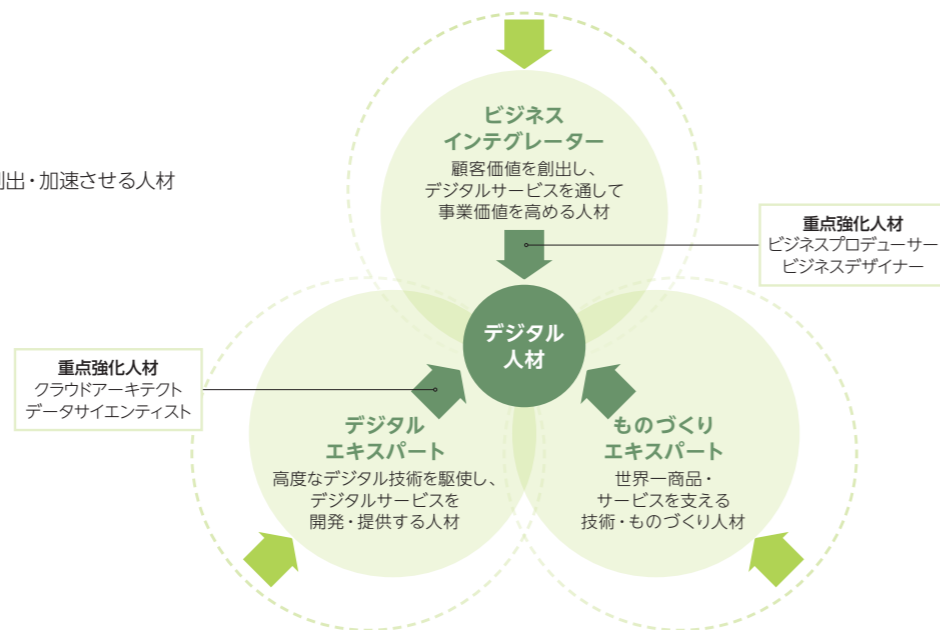 ビジネス
インテグレーター
顧客価値を創出し、
デジタルサービスを通して
事業価値を高める人材
出・加速させる人材
重点強化人材
ビジネスプロデューサー
ビジネスデザイナー
デジタル
人材
重点強化人材
クラウドアーキテクト
データサイエンティスト
デジタル
エキスパート
高度なデジタル技術を駆使し、
デジタルサービスを
開発・提供する人材
ものづくり
エキスパート
世界一商品・
サービスを支える
技術・ものづくり人材